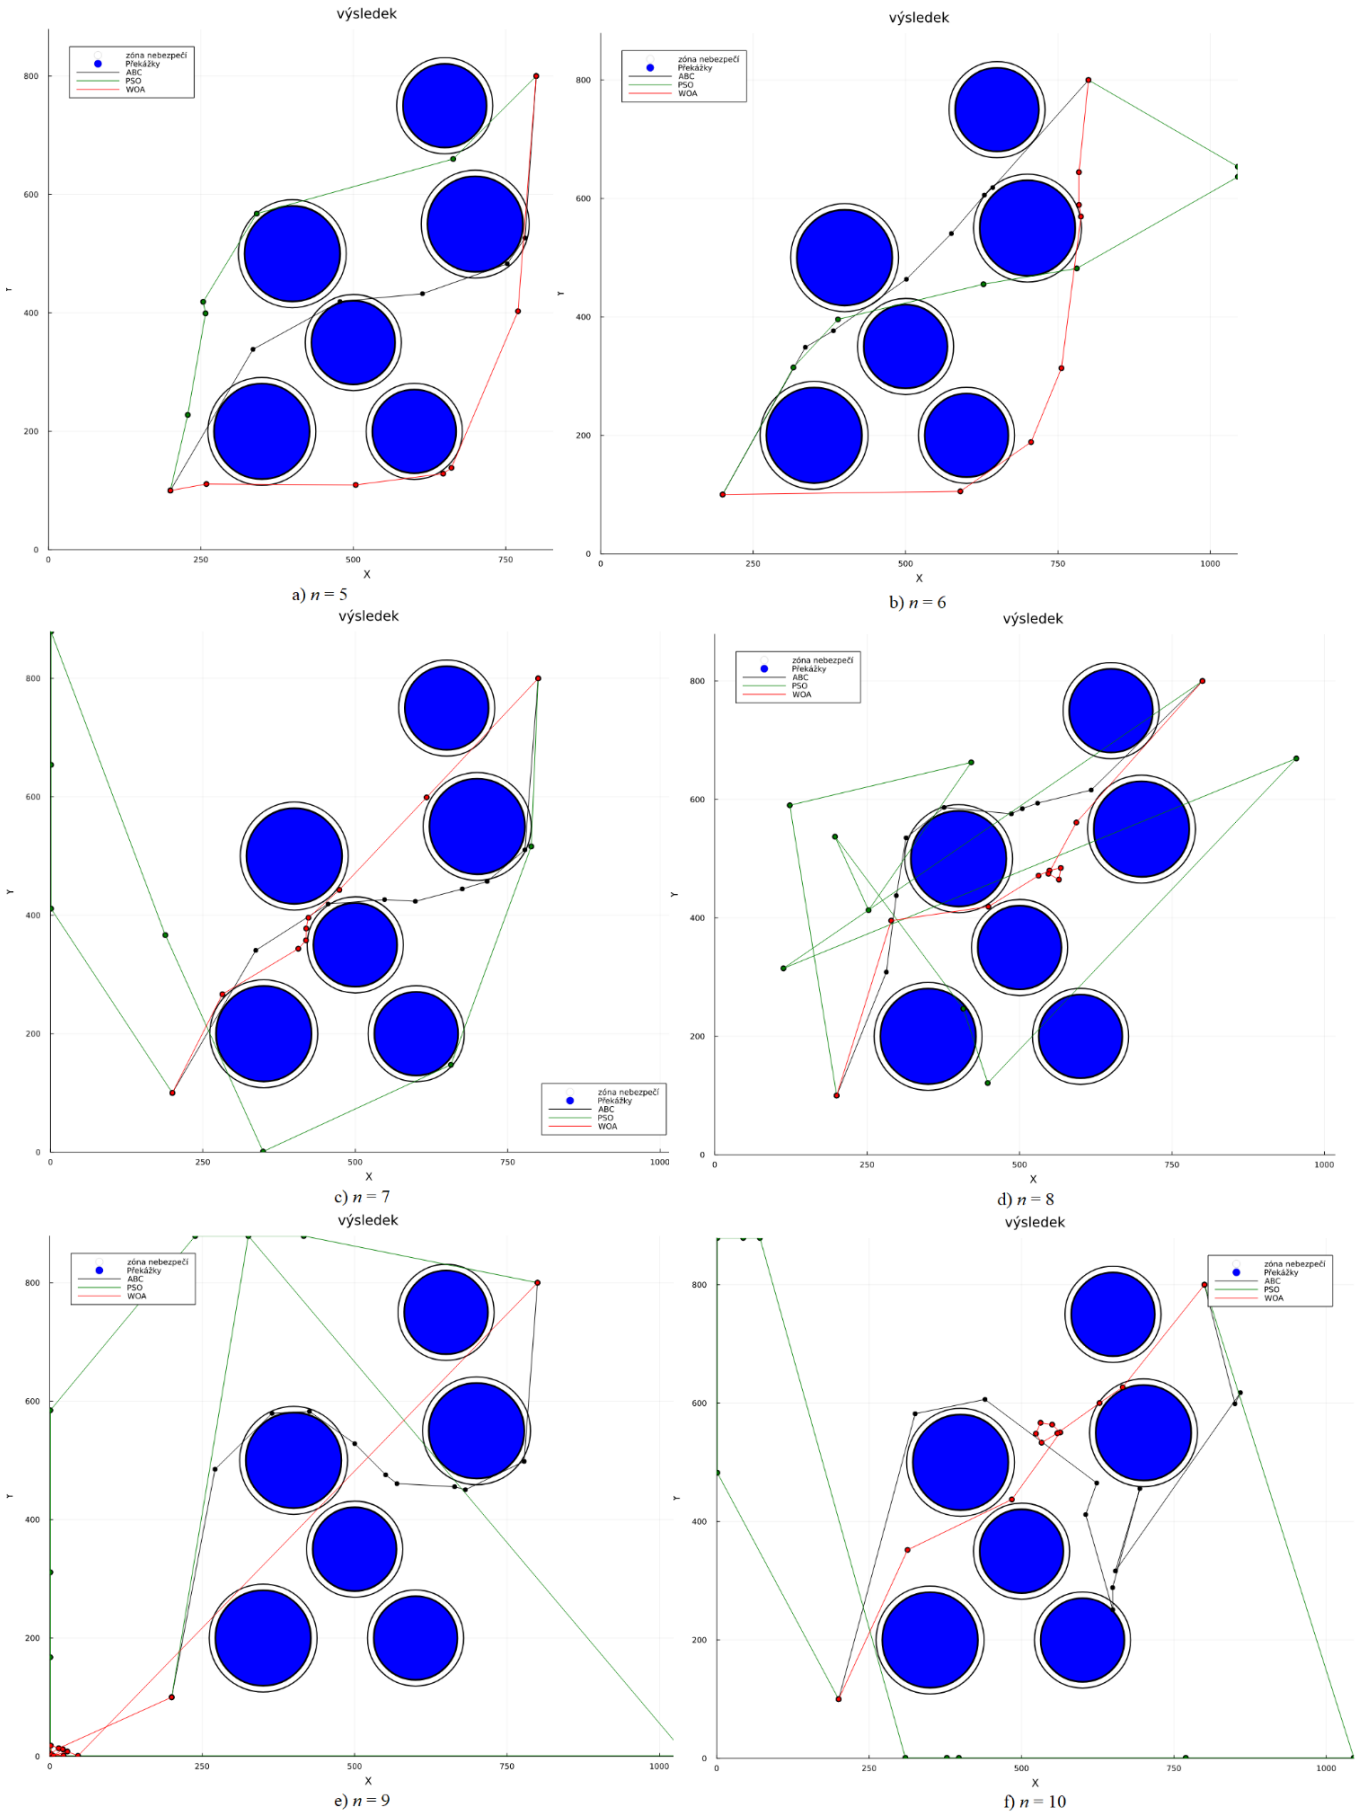 výsledek
zóna nebezpečí
Překážky
ABC
PSO
WOA
800
600
400
200
0
Y
0 250 500 750
X
a) n = 5
výsledek
zóna nebezpečí
Překážky
ABC
PSO
WOA
800
600
400
200
0
Y
0 250 500 750 1000
X
b) n = 6
výsledek
800
600
400
200
0
Y
zóna nebezpečí
Překážky
ABC
PSO
WOA
0 250 500 750 1000
X
c) n = 7
výsledek
zóna nebezpečí
Překážky
ABC
PSO
WOA
800
600
400
200
0
Y
0 250 500 750 1000
X
d) n = 8
výsledek
zóna nebezpečí
Překážky
ABC
PSO
WOA
800
600
400
200
0
Y
0 250 500 750 1000
X
e) n = 9
výsledek
zóna nebezpečí
Překážky
ABC
PSO
WOA
800
600
400
200
0
Y
0 250 500 750 1000
X
f) n = 10